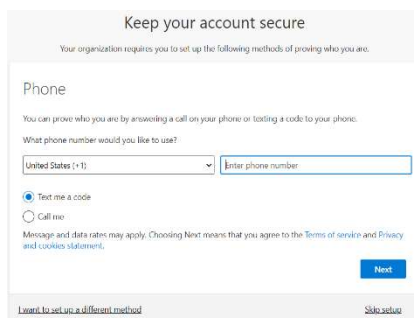 Keep your account secure
Your organization requires you to set up the following methods of proving who you are.
Phone
You can prove who you are by answering a call on your phone or texting a code to your phone.
What phone number would you like to use?
United States (+1) Enter phone number
Text me a code
Call me
Message and data rates may apply. Choosing Next means that you agree to the Terms of service and Privacy
and cookies statement.
Next
I want to set up a different method Skip setup